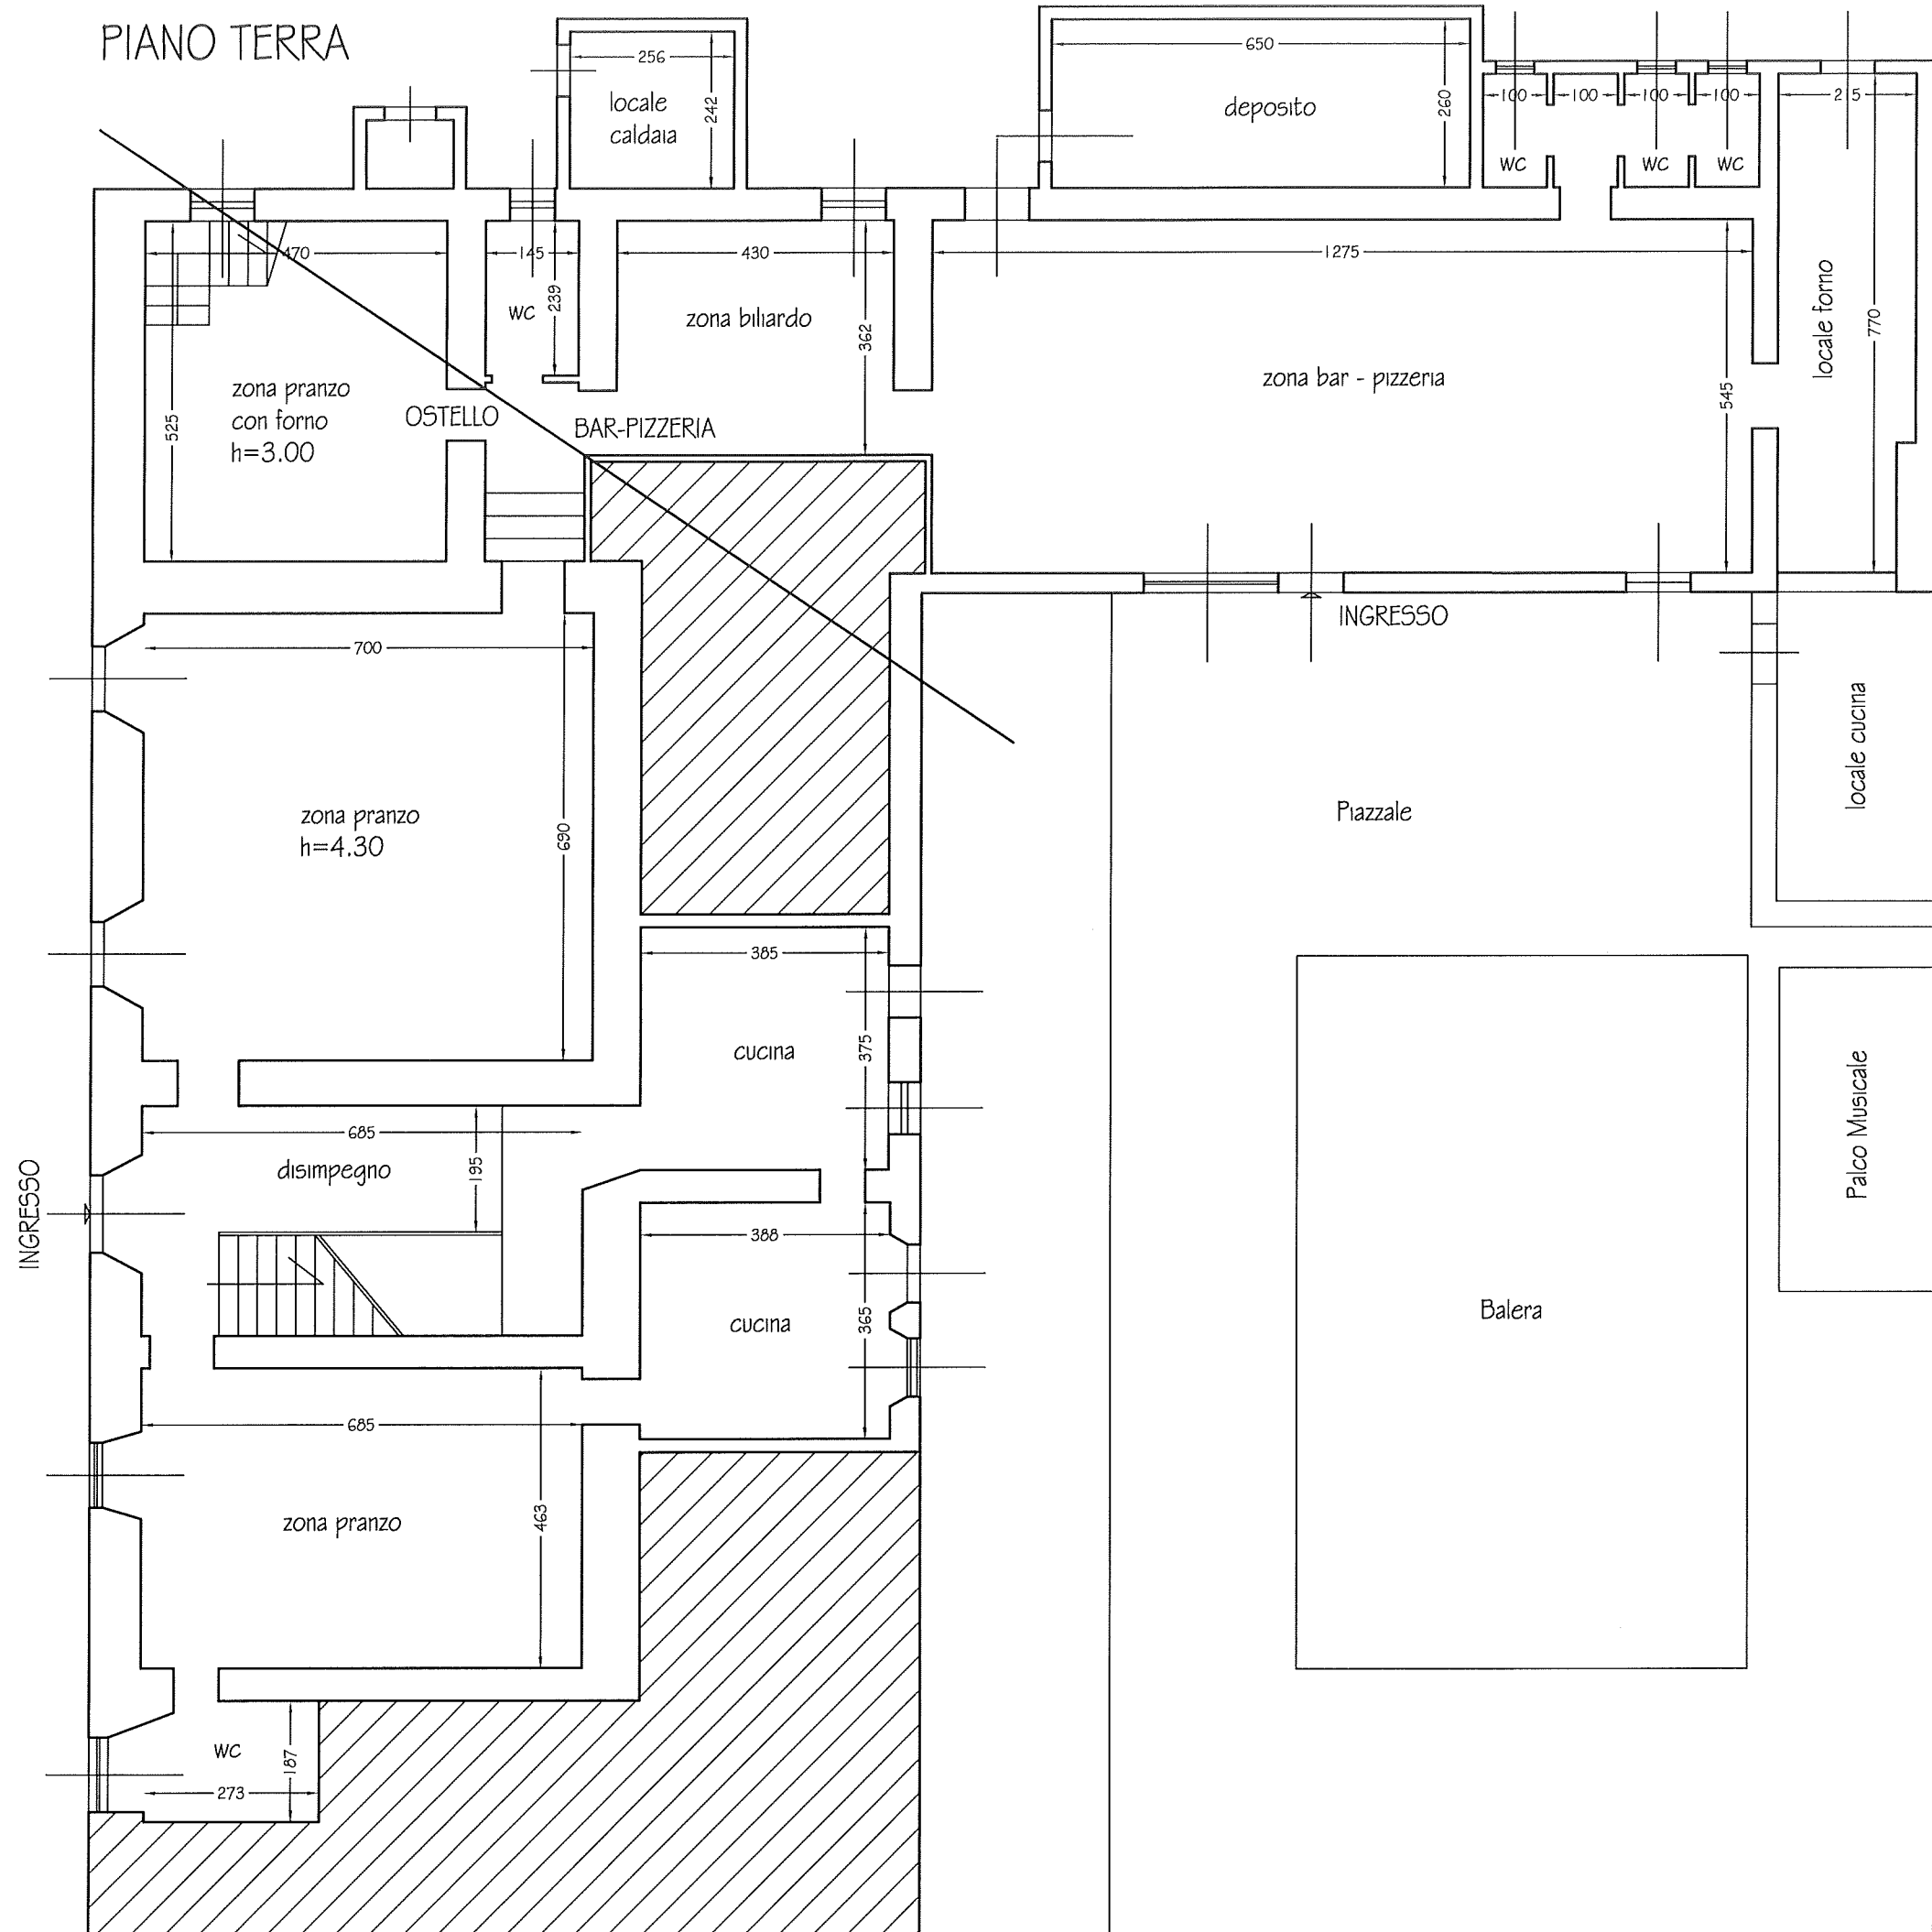 PIANO TERRA
256
locale
caldaia
242
650
deposito
260
100
100
100
100
215
WC
WC
WC
470
145
430
1275
WC
239
zona biliardo
362
zona bar - pizzeria
545
locale forno
770
zona pranzo
con forno
h=3.00
525
OSTELLO
BAR-PIZZERIA
INGRESSO
700
zona pranzo
h=4.30
690
Piazzale
locale cucina
385
cucina
375
685
disimpegno
195
INGRESSO
388
cucina
365
Palco Musicale
Balera
685
zona pranzo
463
WC
187
273